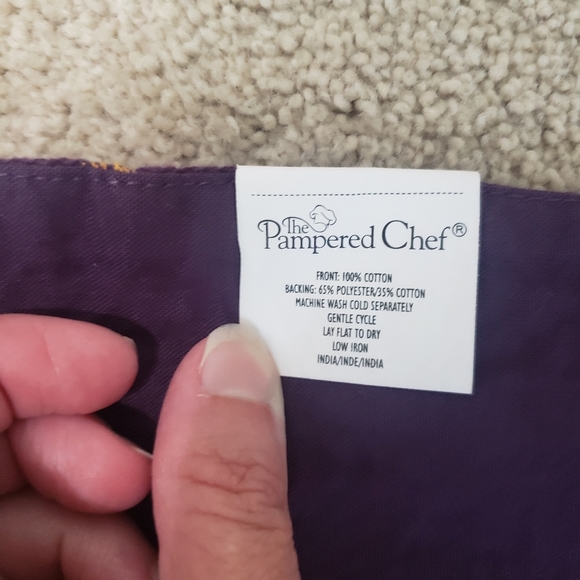 The
Pampered Chef®
FRONT: 100% COTTON
BACKING: 65% POLYESTER/35% COTTON
MACHINE WASH COLD SEPARATELY
GENTLE CYCLE
LAY FLAT TO DRY
LOW IRON
INDIA/INDE/INDIA